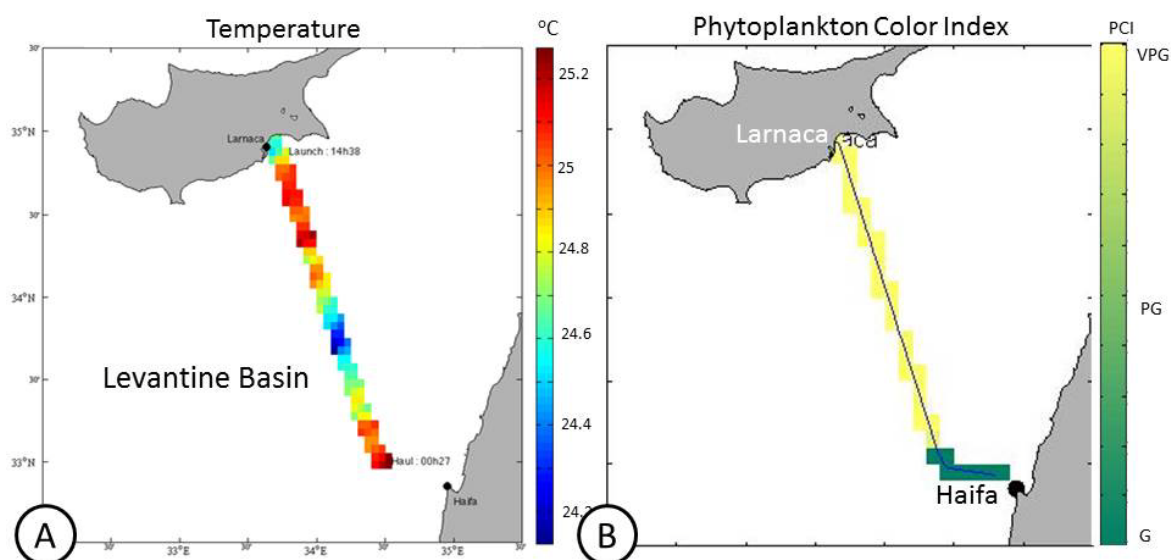 Temperature
°C
30'
35°N
30'
34°N
30'
33°N
30'
33°E
30'
34°E
30'
35°E
30'
Larnaca
Launch : 14h38
Levantine Basin
Haul : 00h27
Haifa
25.2
25
24.8
24.6
24.4
24.2
A
Phytoplankton Color Index
PCI
VPG
PG
G
Larnaca
aca
Haifa
B